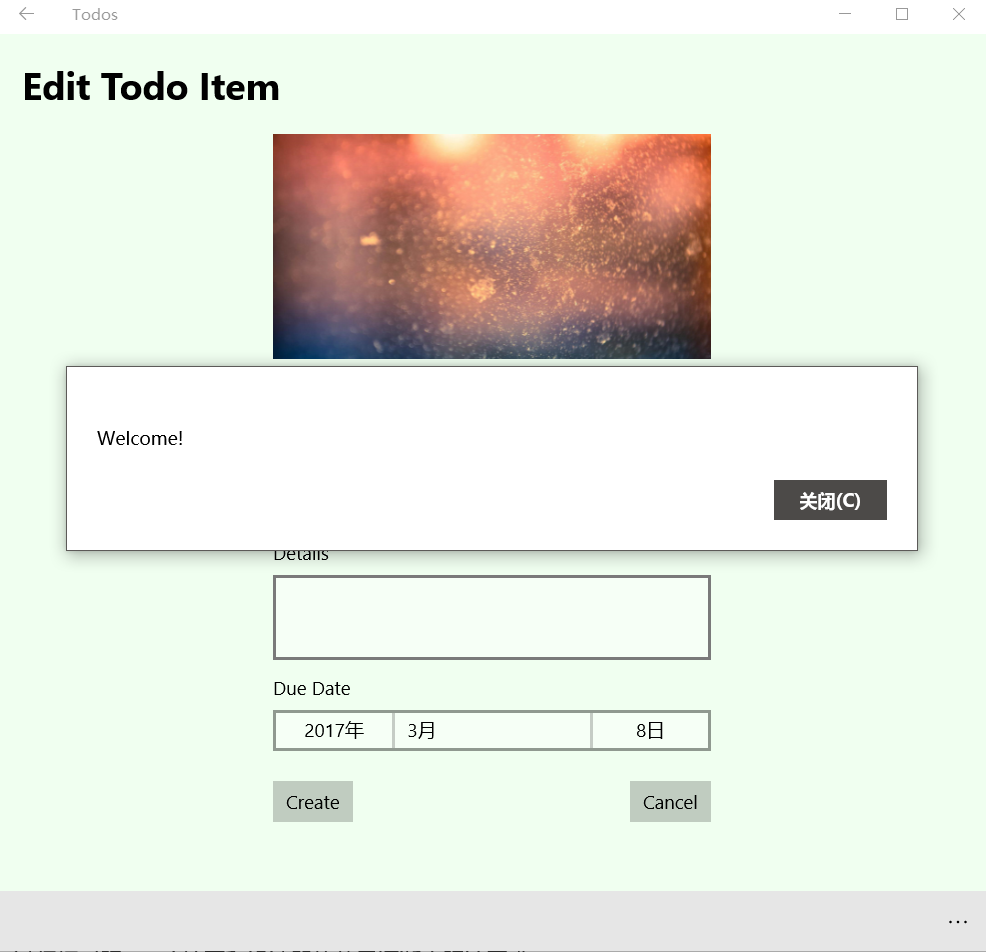 Todos
Edit Todo Item
Welcome!
关闭(C)
Details
Due Date
2017年 3月 8日
Create Cancel
...